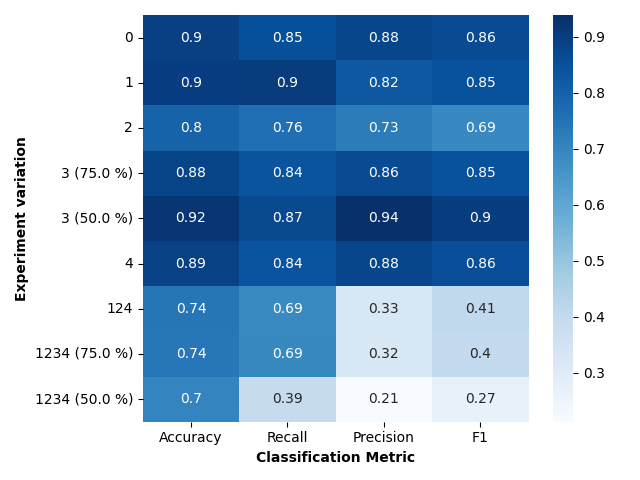 0 0.9 0.85 0.88 0.86 0.9
1 0.9 0.9 0.82 0.85
0.8
2 0.8 0.76 0.73 0.69
3 (75.0 %) 0.88 0.84 0.86 0.85 0.7
3 (50.0 %) 0.92 0.87 0.94 0.9 0.6
4 0.89 0.84 0.88 0.86 0.5
124 0.74 0.69 0.33 0.41 0.4
1234 (75.0 %) 0.74 0.69 0.32 0.4
0.3
1234 (50.0 %) 0.7 0.39 0.21 0.27
Experiment variation
Accuracy Recall Precision F1
Classification Metric